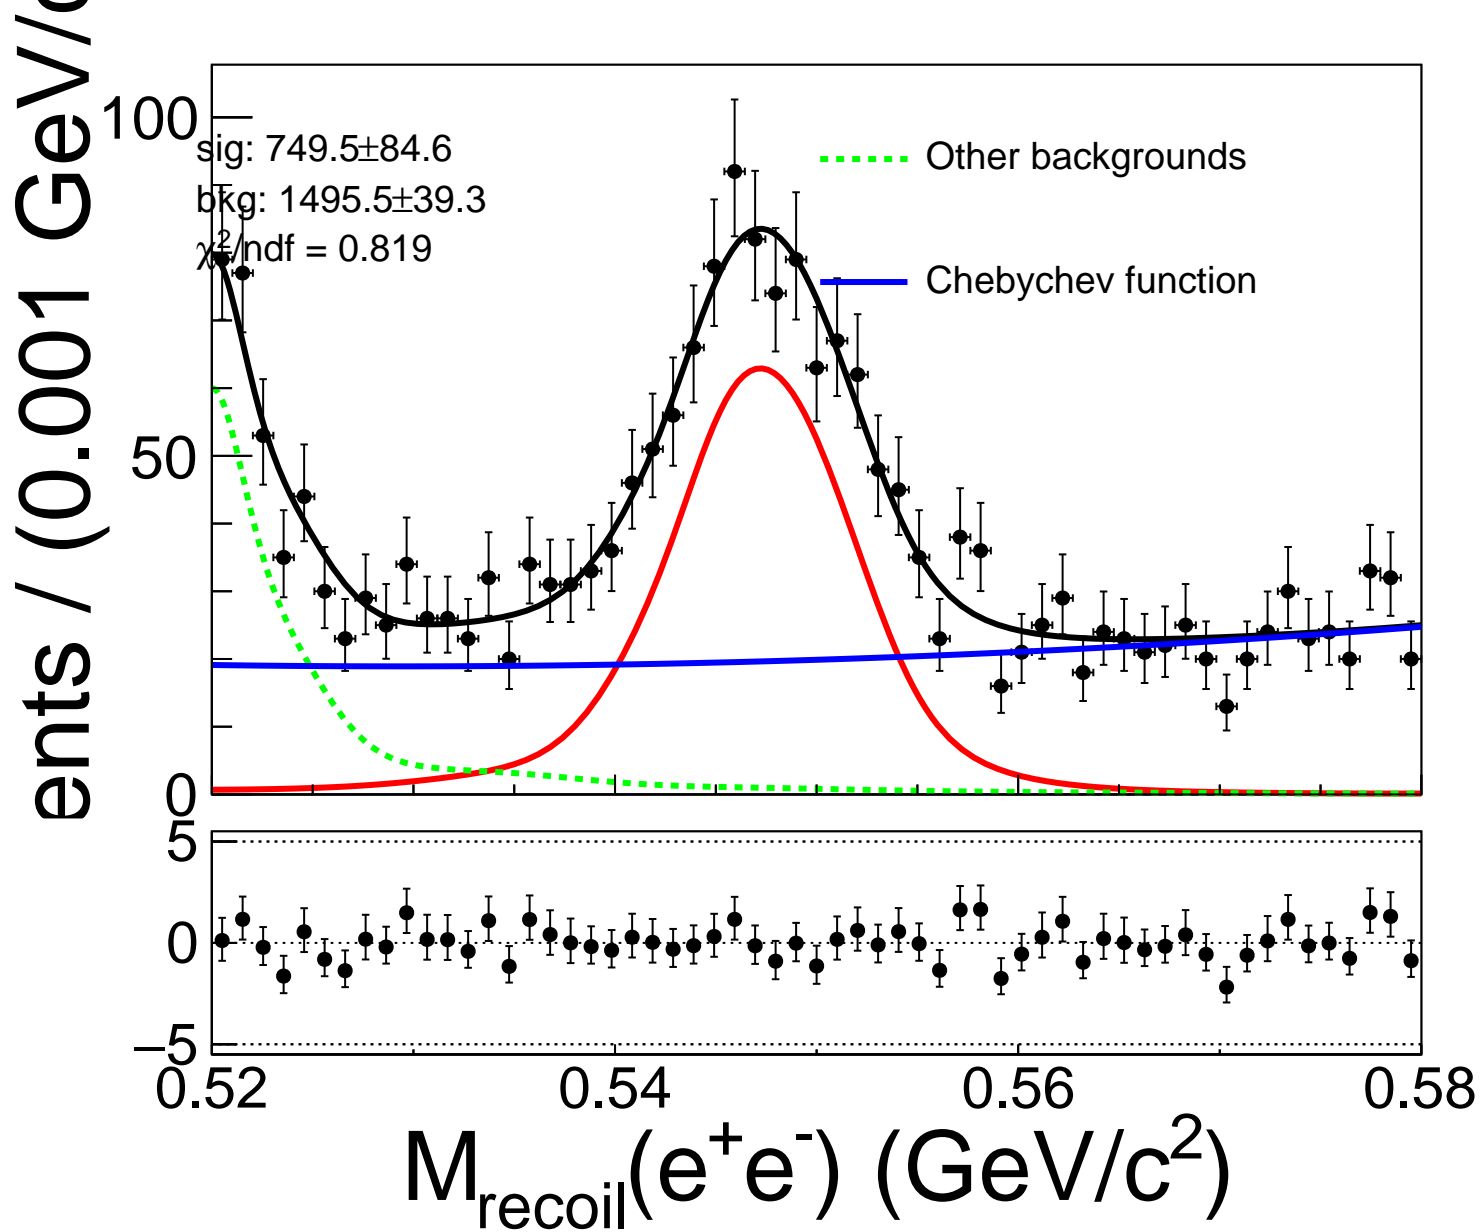 ents / (0.001 GeV/c
100
50
0
sig: 749.5±84.6
bkg: 1495.5±39.3
χ²/ndf = 0.819
Other backgrounds
Chebychev function
5
0
−5
0.52 0.54 0.56 0.58
M_recoil(e⁺e⁻) (GeV/c²)